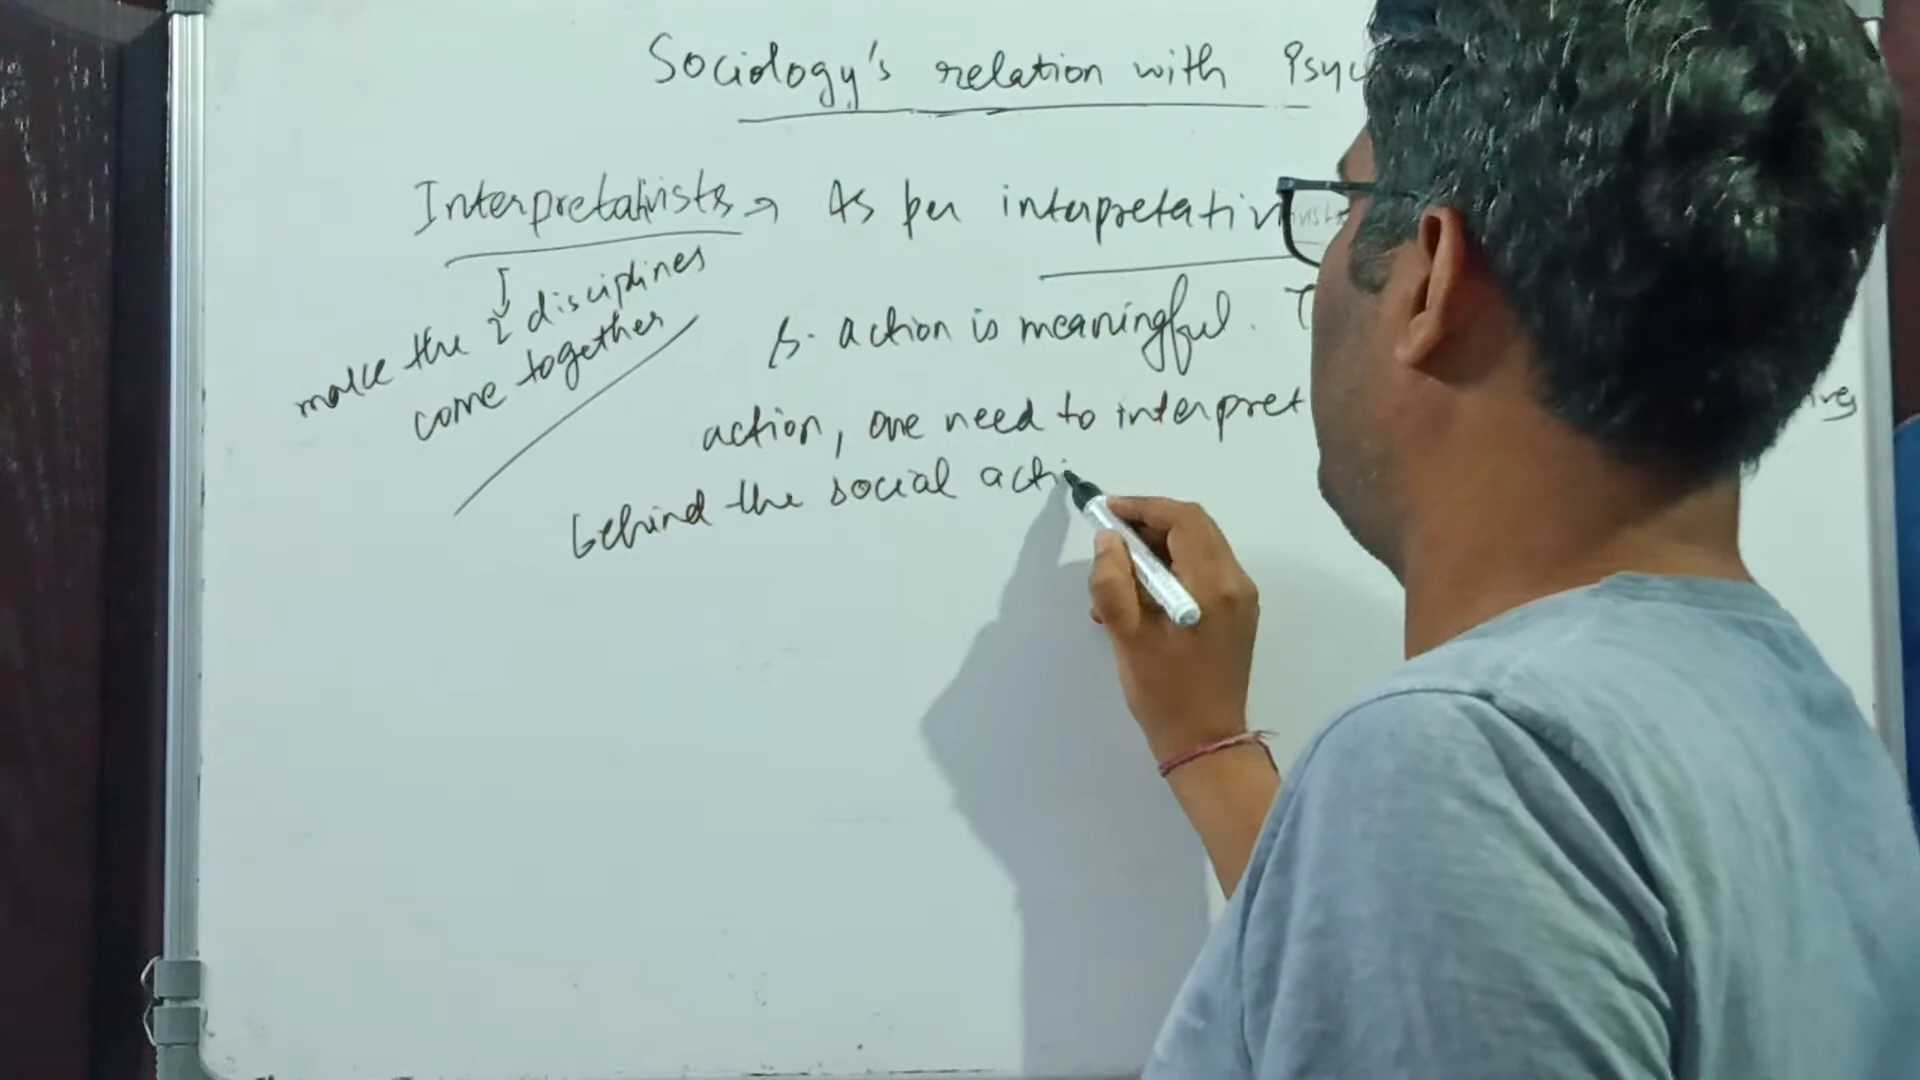 Sociology's relation with Psyc
Interpretativists → As per interpretativ
make the 2 disciplines
come together
s. action is meaningful.
action, one need to interpret
behind the social acti